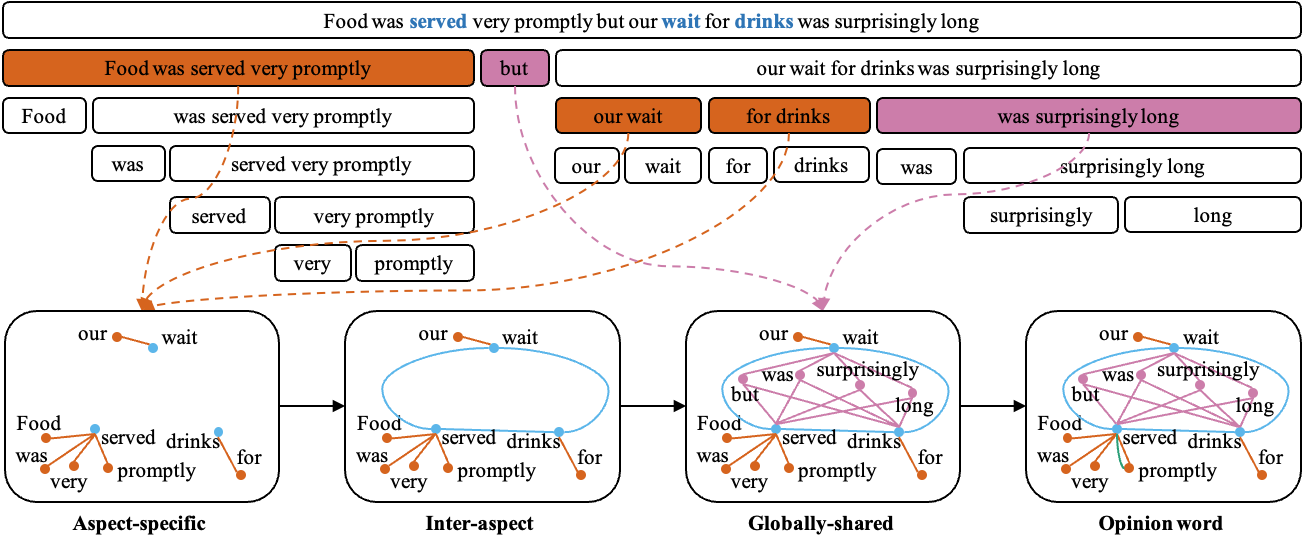 Food was served very promptly but our wait for drinks was surprisingly long
Food was served very promptly but our wait for drinks was surprisingly long
Food was served very promptly our wait for drinks was surprisingly long
was served very promptly our wait for drinks was surprisingly long
served very promptly surprisingly long
very promptly
our wait
Food
served drinks
was for
very promptly
Aspect-specific
our wait
Food
served drinks
was for
very promptly
Inter-aspect
our wait
was surprisingly
but long
Food
served drinks
was for
very promptly
Globally-shared
our wait
was surprisingly
but long
Food
served drinks
was for
very promptly
Opinion word